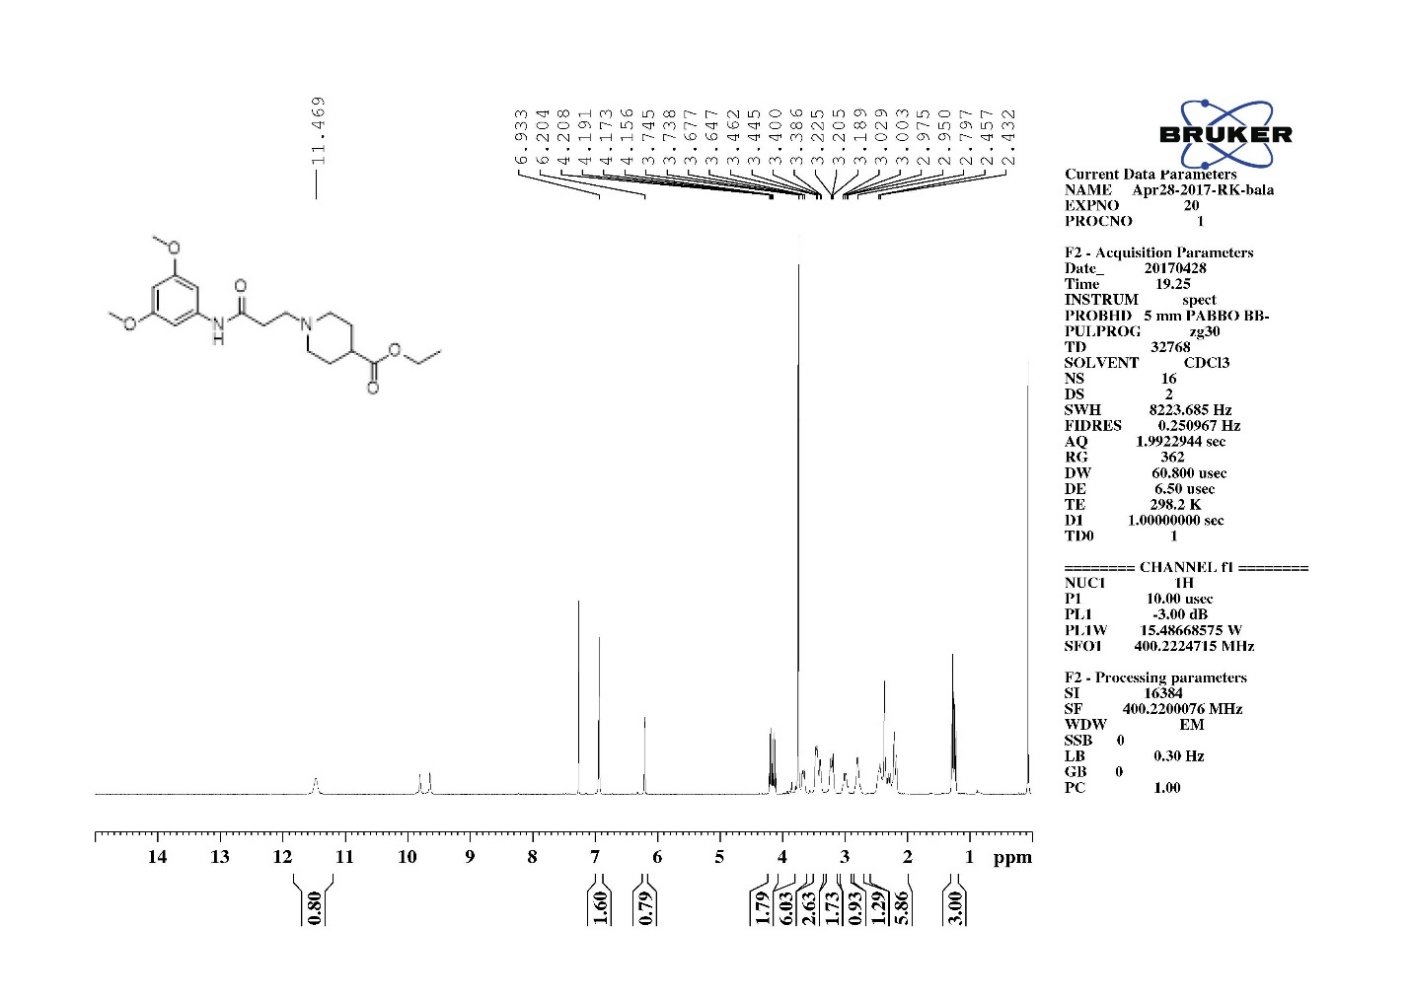 11.469
6.933
6.204
4.208
4.191
4.173
4.156
3.745
3.738
3.677
3.647
3.462
3.445
3.400
3.386
3.225
3.205
3.189
3.029
3.003
2.975
2.950
2.797
2.457
2.432
BRUKER
Current Data Parameters
NAME Apr28-2017-RK-bala
EXPNO 20
PROCNO 1
F2 - Acquisition Parameters
Date_ 20170428
Time 19.25
INSTRUM spect
PROBHD 5 mm PABBO BB-
PULPROG zg30
TD 32768
SOLVENT CDCl3
NS 16
DS 2
SWH 8223.685 Hz
FIDRES 0.250967 Hz
AQ 1.9922944 sec
RG 362
DW 60.800 usec
DE 6.50 usec
TE 298.2 K
D1 1.00000000 sec
TD0 1
======== CHANNEL f1 ========
NUC1 1H
P1 10.00 usec
PL1 -3.00 dB
PL1W 15.48668575 W
SFO1 400.2224715 MHz
F2 - Processing parameters
SI 16384
SF 400.2200076 MHz
WDW EM
SSB 0
LB 0.30 Hz
GB 0
PC 1.00
O
O
O
N
H
N
O
O
14 13 12 11 10 9 8 7 6 5 4 3 2 1 ppm
0.80
1.60
0.79
1.79
6.03
2.63
1.73
0.93
1.29
5.86
3.00